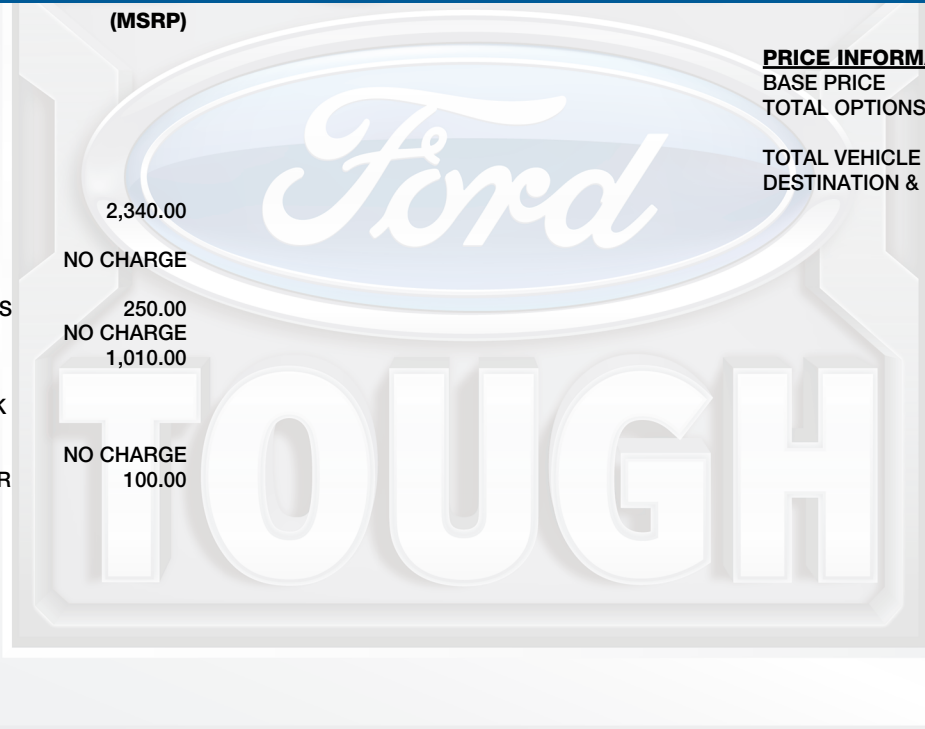 (MSRP)
PRICE INFORM
BASE PRICE
TOTAL OPTIONS
TOTAL VEHICLE
DESTINATION &
2,340.00
NO CHARGE
S 250.00
NO CHARGE
1,010.00
K
NO CHARGE
R 100.00
Ford
TOUGH